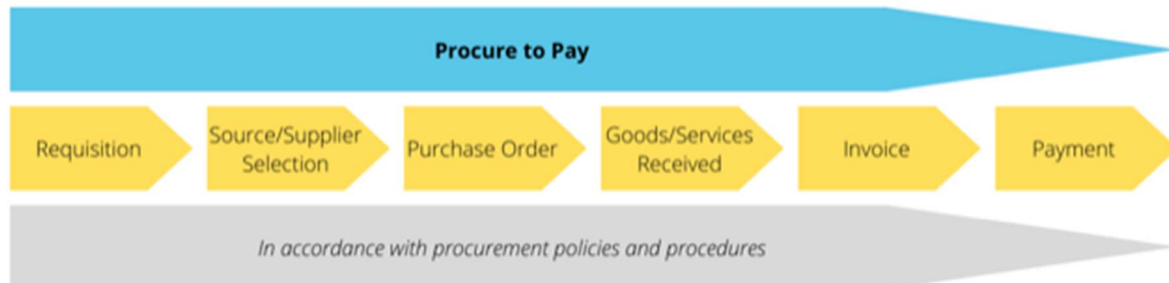 Procure to Pay
Requisition
Source/Supplier
Selection
Purchase Order
Goods/Services
Received
Invoice
Payment
In accordance with procurement policies and procedures